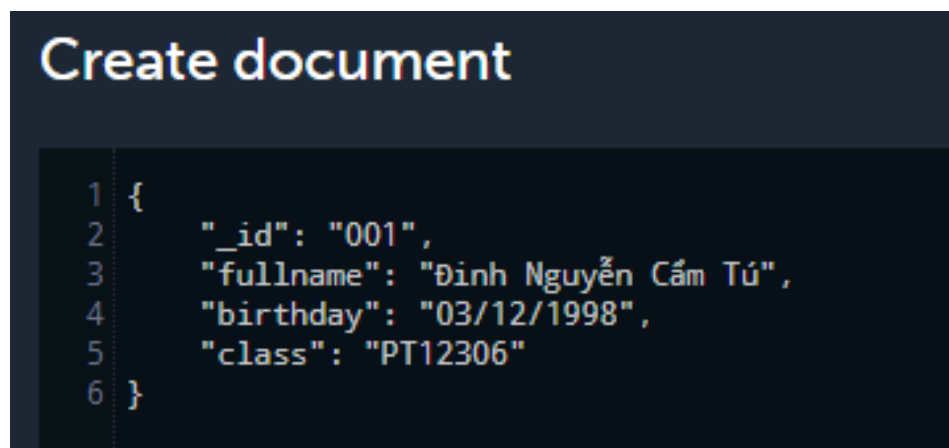 Create document
1 {
2 "_id": "001",
3 "fullname": "Đinh Nguyễn Cẩm Tú",
4 "birthday": "03/12/1998",
5 "class": "PT12306"
6 }